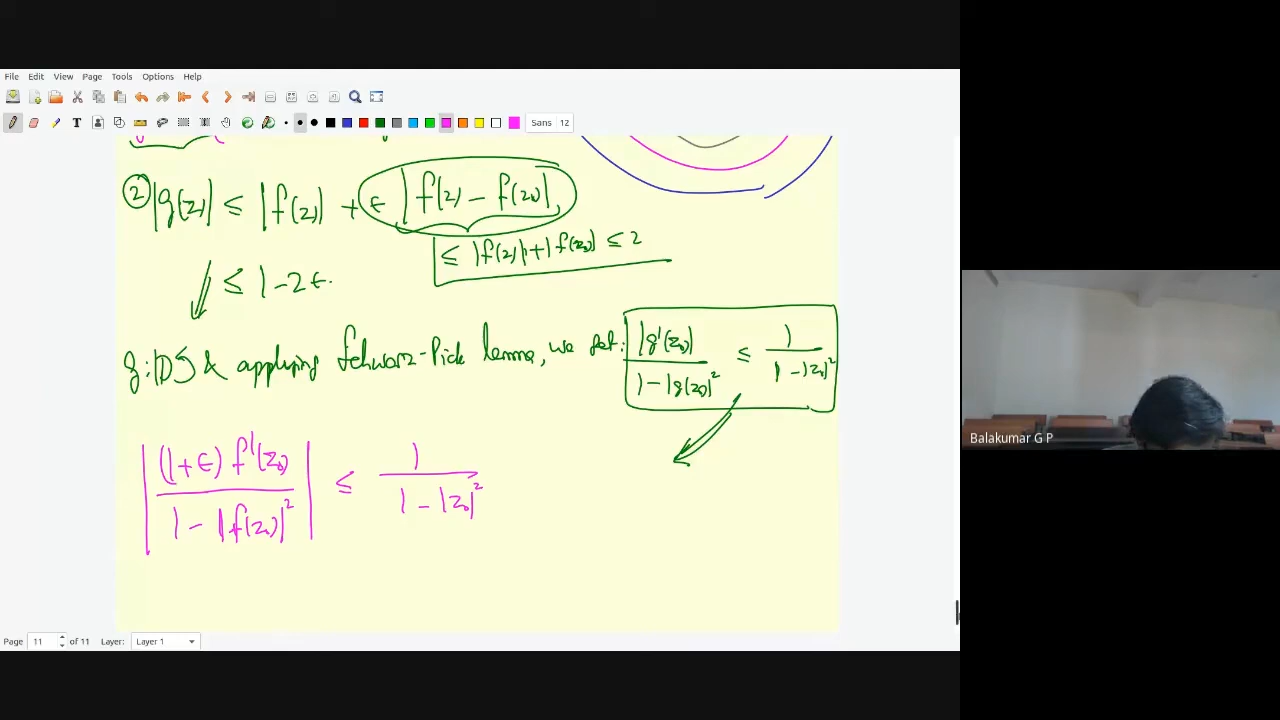 File Edit View Page Tools Options Help
Sans 12
② |g(z)| ≤ |f(z)| + ϵ |f(z) - f(z₀)|,
≤ |f(z)|+|f(z₀)| ≤ 2
≤ 1-2ϵ.
g: D↺ & applying Schwarz-Pick lemma, we get: |g'(z₀)| / (1-|g(z₀)|²) ≤ 1 / (1-|z₀|²)
|(1+ϵ) f'(z₀) / (1 - |f(z₀)|²)| ≤ 1 / (1 - |z₀|²)
Balakumar G P
Page 11 of 11 Layer: Layer 1